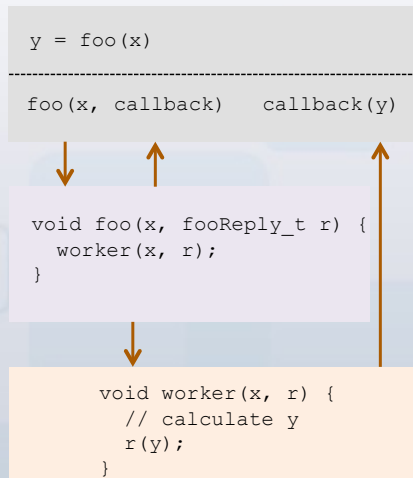 y = foo(x)
foo(x, callback) callback(y)
void foo(x, fooReply_t r) {
worker(x, r);
}
void worker(x, r) {
// calculate y
r(y);
}